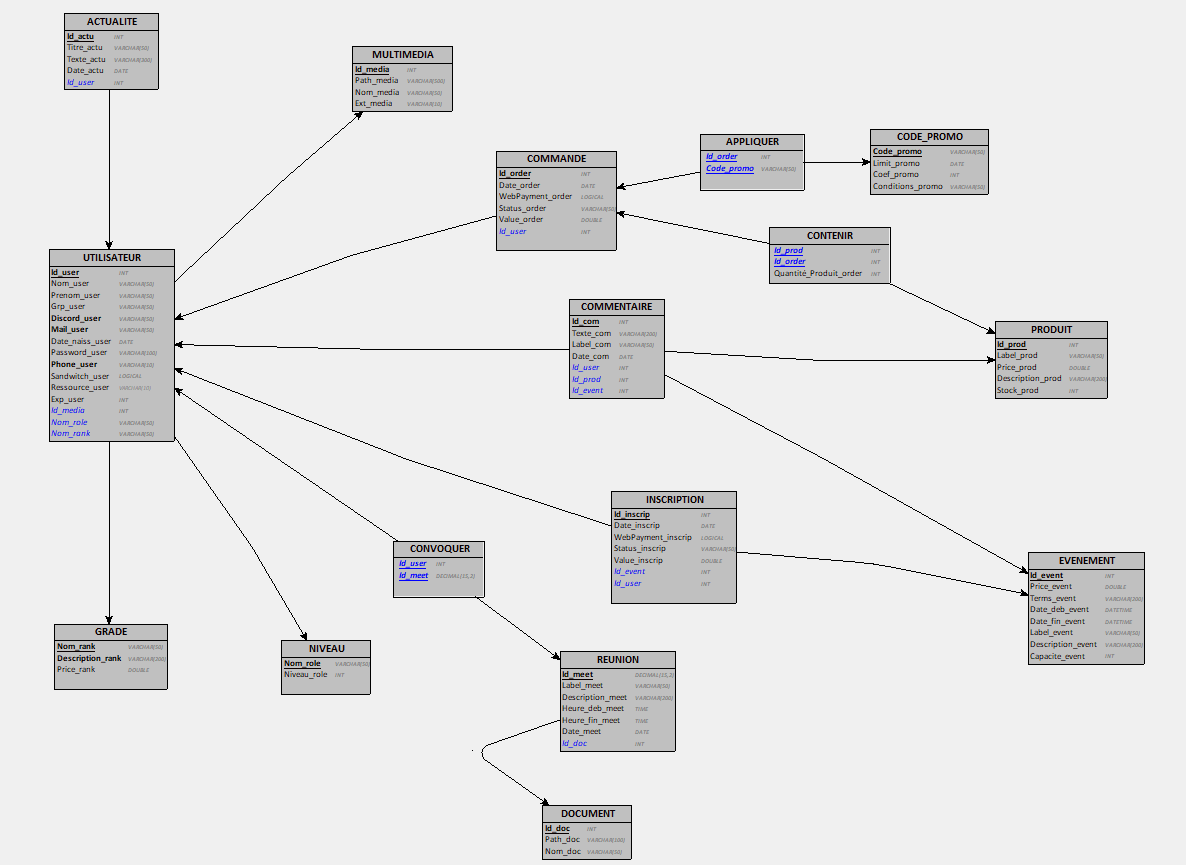 ACTUALITE
Id_actu INT
Titre_actu VARCHAR(50)
Texte_actu VARCHAR(300)
Date_actu DATE
Id_user INT
MULTIMEDIA
Id_media INT
Path_media VARCHAR(500)
Nom_media VARCHAR(50)
Ext_media VARCHAR(10)
COMMANDE
Id_order INT
Date_order DATE
WebPayment_order LOGICAL
Status_order VARCHAR(50)
Value_order DOUBLE
Id_user INT
APPLIQUER
Id_order INT
Code_promo VARCHAR(50)
CODE_PROMO
Code_promo VARCHAR(50)
Limit_promo DATE
Coef_promo INT
Conditions_promo VARCHAR(50)
CONTENIR
Id_prod INT
Id_order INT
Quantité_Produit_order INT
UTILISATEUR
Id_user INT
Nom_user VARCHAR(50)
Prenom_user VARCHAR(50)
Grp_user VARCHAR(50)
Discord_user VARCHAR(50)
Mail_user VARCHAR(50)
Date_naiss_user DATE
Password_user VARCHAR(100)
Phone_user VARCHAR(10)
Sandwitch_user LOGICAL
Ressource_user VARCHAR(10)
Exp_user INT
Id_media INT
Nom_role VARCHAR(50)
Nom_rank VARCHAR(50)
COMMENTAIRE
Id_com INT
Texte_com VARCHAR(200)
Label_com VARCHAR(50)
Date_com DATE
Id_user INT
Id_prod INT
Id_event INT
PRODUIT
Id_prod INT
Label_prod VARCHAR(50)
Price_prod DOUBLE
Description_prod VARCHAR(300)
Stock_prod INT
INSCRIPTION
Id_inscrip INT
Date_inscrip DATE
WebPayment_inscrip LOGICAL
Status_inscrip VARCHAR(50)
Value_inscrip DOUBLE
Id_event INT
Id_user INT
CONVOQUER
Id_user INT
Id_meet DECIMAL(15,2)
EVENEMENT
Id_event INT
Price_event DOUBLE
Terms_event VARCHAR(300)
Date_deb_event DATETIME
Date_fin_event DATETIME
Label_event VARCHAR(50)
Description_event VARCHAR(200)
Capacite_event INT
GRADE
Nom_rank VARCHAR(50)
Description_rank VARCHAR(200)
Price_rank DOUBLE
NIVEAU
Nom_role VARCHAR(50)
Niveau_role INT
REUNION
Id_meet DECIMAL(15,2)
Label_meet VARCHAR(50)
Description_meet VARCHAR(200)
Heure_deb_meet TIME
Heure_fin_meet TIME
Date_meet DATE
Id_doc INT
DOCUMENT
Id_doc INT
Path_doc VARCHAR(100)
Nom_doc VARCHAR(50)